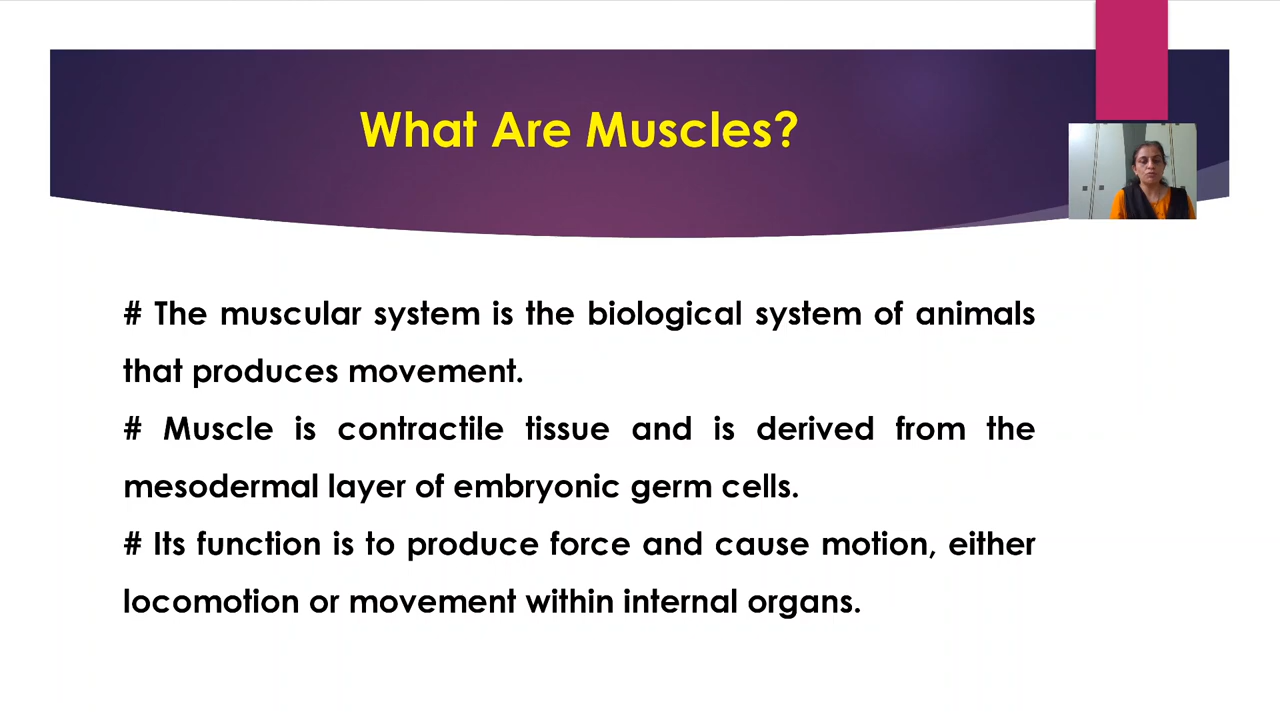 What Are Muscles?
# The muscular system is the biological system of animals
that produces movement.
# Muscle is contractile tissue and is derived from the
mesodermal layer of embryonic germ cells.
# Its function is to produce force and cause motion, either
locomotion or movement within internal organs.